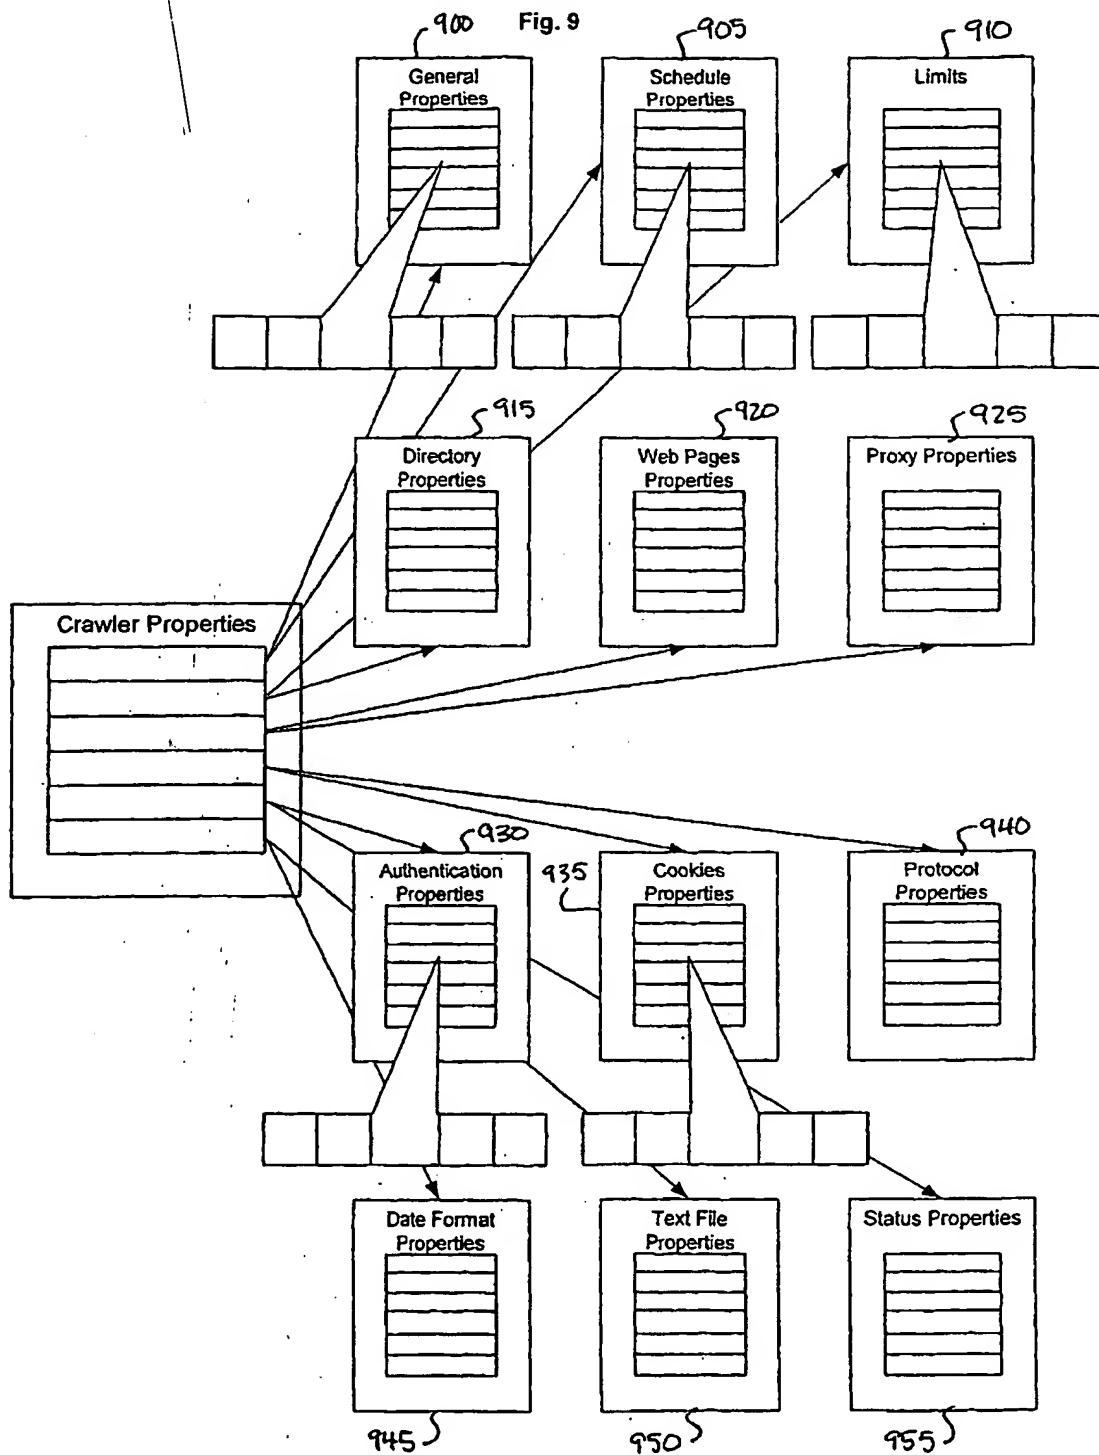 900
Fig. 9
905
910
General
Properties
Schedule
Properties
Limits
915
920
925
Directory
Properties
Web Pages
Properties
Proxy Properties
Crawler Properties
930
935
940
Authentication
Properties
Cookies
Properties
Protocol
Properties
Date Format
Properties
Text File
Properties
Status Properties
945
950
955